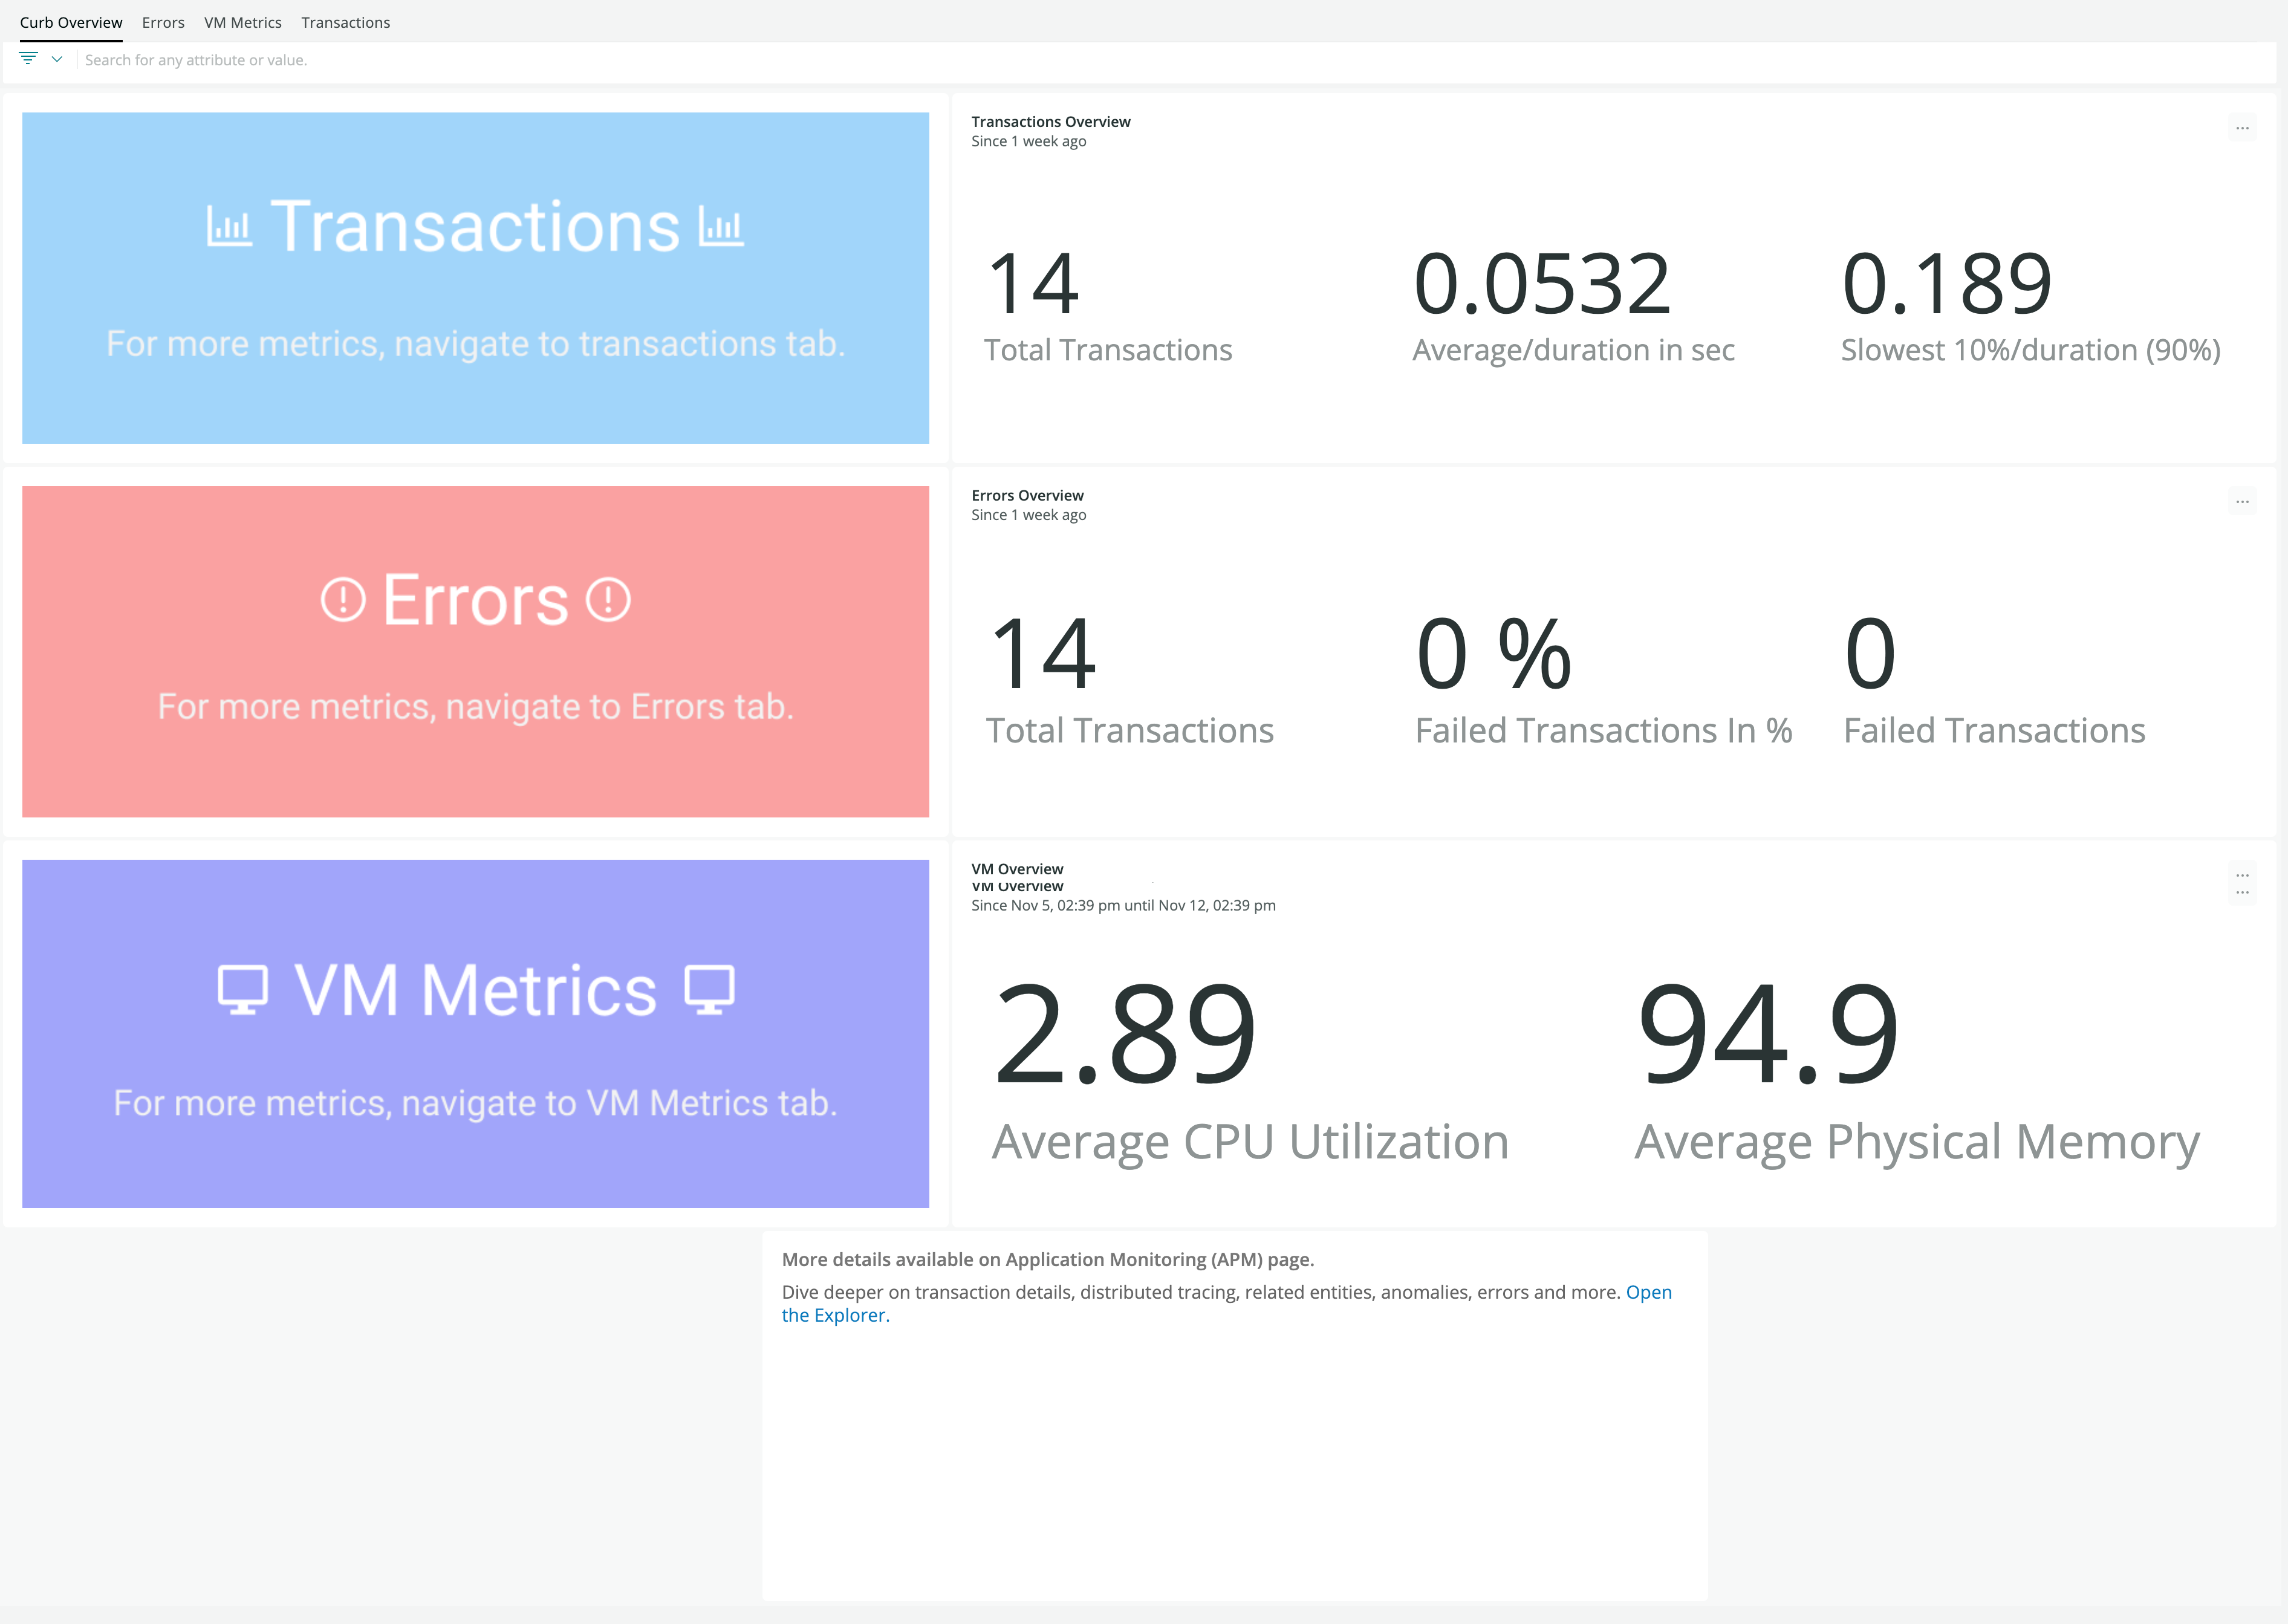 Curb Overview Errors VM Metrics Transactions
Search for any attribute or value.
Transactions
For more metrics, navigate to transactions tab.
Transactions Overview
Since 1 week ago
14 0.0532 0.189
Total Transactions Average/duration in sec Slowest 10%/duration (90%)
Errors
For more metrics, navigate to Errors tab.
Errors Overview
Since 1 week ago
14 0 % 0
Total Transactions Failed Transactions In % Failed Transactions
VM Metrics
For more metrics, navigate to VM Metrics tab.
VM Overview
VM Overview
Since Nov 5, 02:39 pm until Nov 12, 02:39 pm
2.89 94.9
Average CPU Utilization Average Physical Memory
More details available on Application Monitoring (APM) page.
Dive deeper on transaction details, distributed tracing, related entities, anomalies, errors and more. Open
the Explorer.